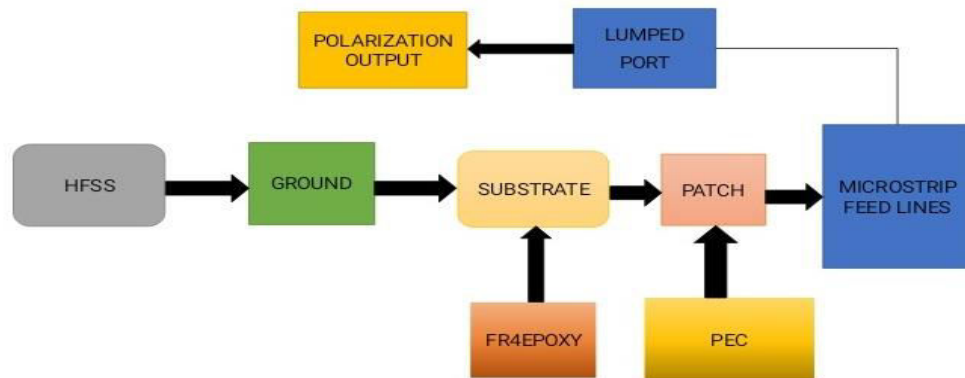 POLARIZATION
OUTPUT
LUMPED
PORT
HFSS
GROUND
SUBSTRATE
PATCH
MICROSTRIP
FEED LINES
FR4EPOXY
PEC